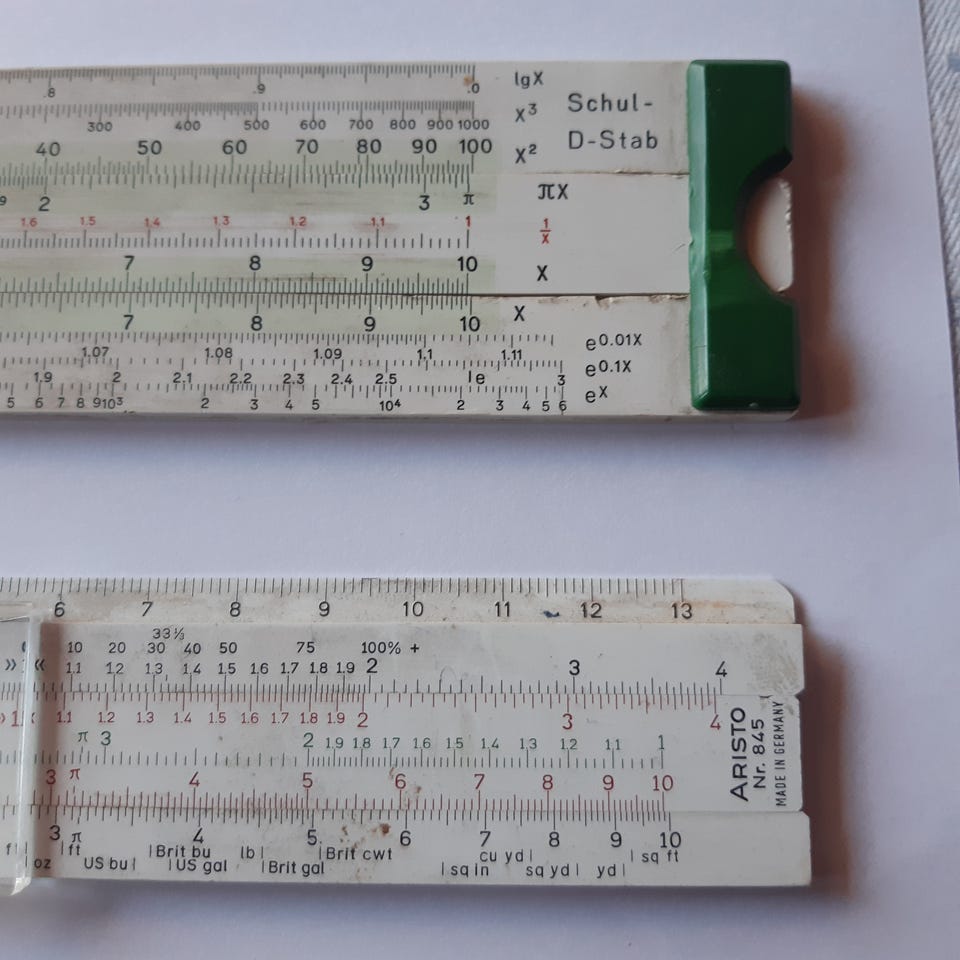 .8 .9 .0 lgX
300 400 500 600 700 800 900 1000 X³
Schul-
D-Stab
40 50 60 70 80 90 100 X²
9 2 3 π πX
1.6 1.5 1.4 1.3 1.2 1.1 1 1/X
7 8 9 10 X
7 8 9 10 X
1.07 1.08 1.09 1.1 1.11 e0.01X
1.9 2 2.1 2.2 2.3 2.4 2.5 e 3 e0.1X
5 6 7 8 9 10³ 2 3 4 5 10⁴ 2 3 4 5 6 eX
6 7 8 9 10 11 12 13
10 20 30 33⅓ 40 50 75 100% +
» « 1.1 1.2 1.3 1.4 1.5 1.6 1.7 1.8 1.9 2 3 4
»1« 1.1 1.2 1.3 1.4 1.5 1.6 1.7 1.8 1.9 2 3 4
π 3 2 1.9 1.8 1.7 1.6 1.5 1.4 1.3 1.2 1.1 1
3 π 4 5 6 7 8 9 10
ARISTO
Nr. 845
MADE IN GERMANY
3 π 4 5 6 7 8 9 10
ft Brit bu lb Brit cwt cu yd sq ft
oz US bu US gal Brit gal sq in sq yd yd